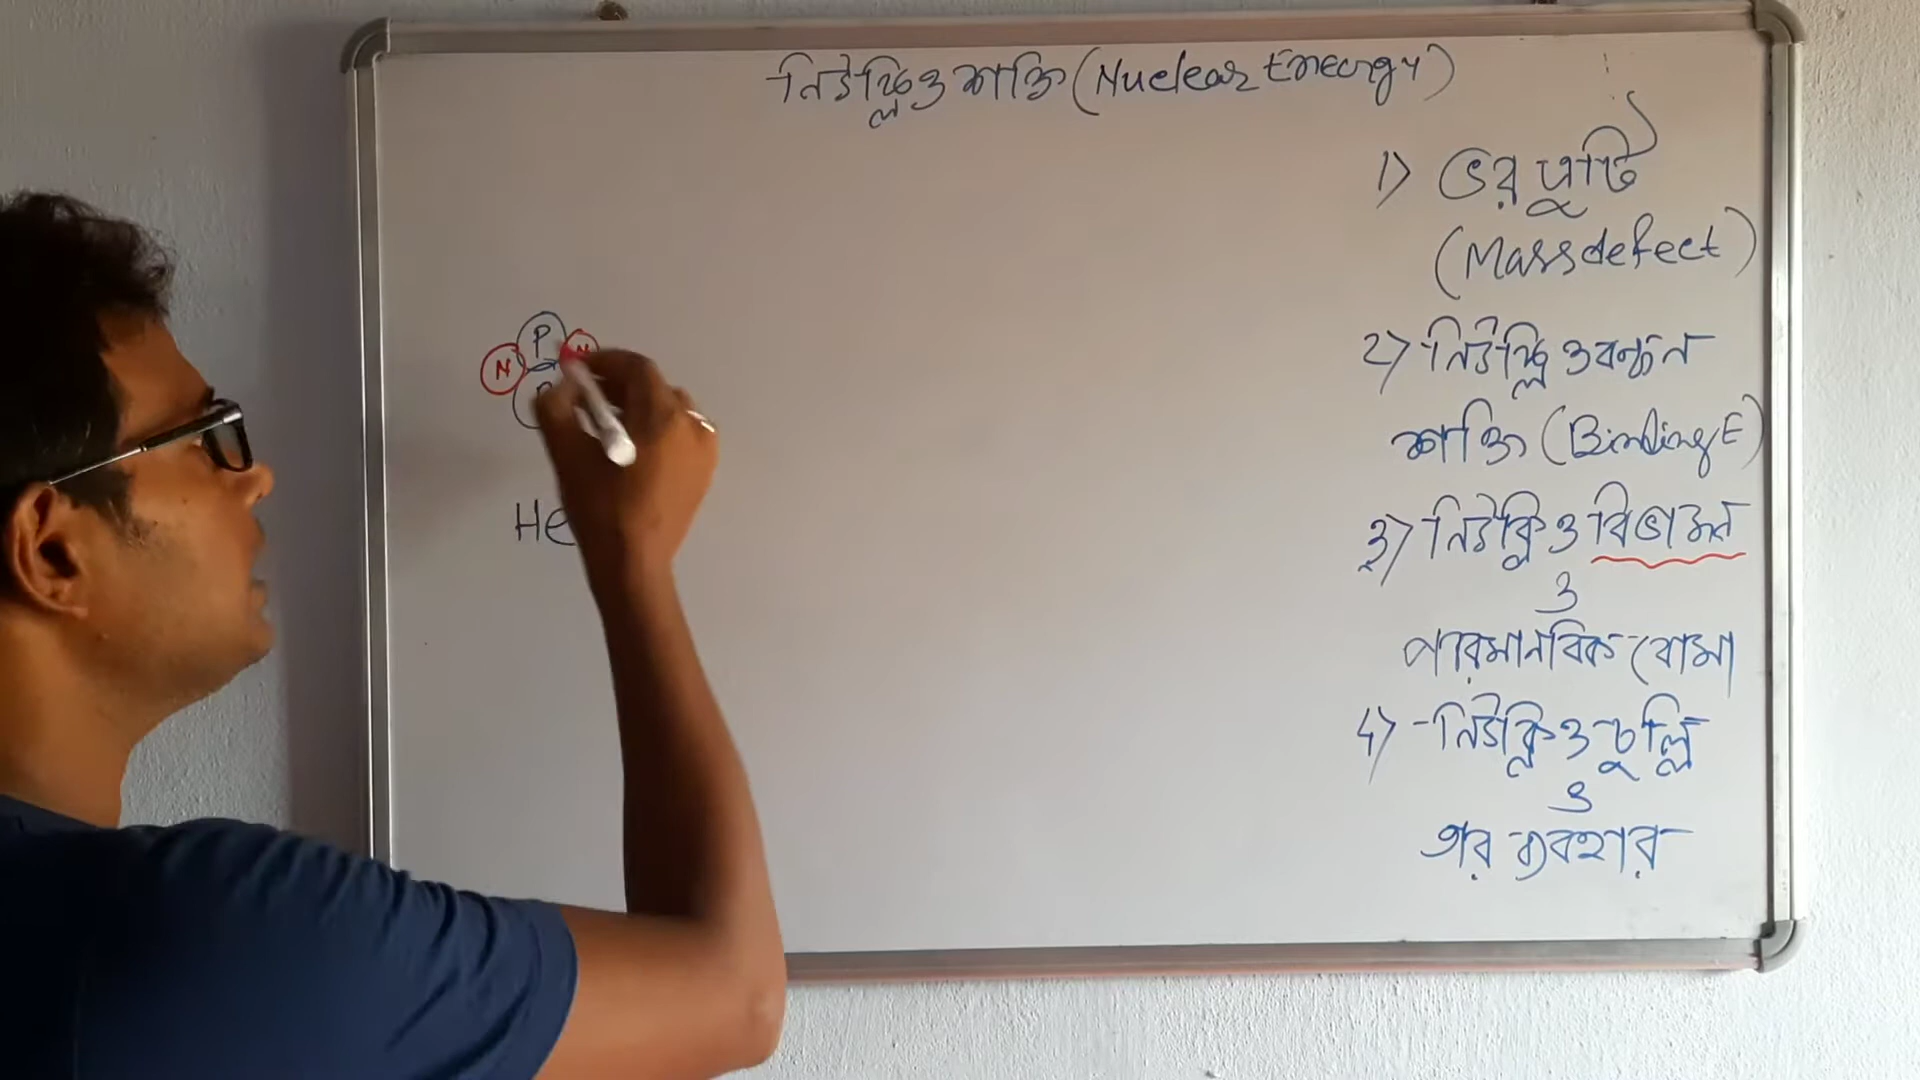 নিউক্লিও শক্তি (Nuclear Energy)
1) ভর ত্রুটি
(Mass defect)
2) নিউক্লিও বন্ধন
শক্তি (Binding E)
3) নিউক্লিও বিভাজন
ও
পারমানবিক বোমা
4) নিউক্লিও চুল্লি
ও
তার ব্যবহার
P
N N
He